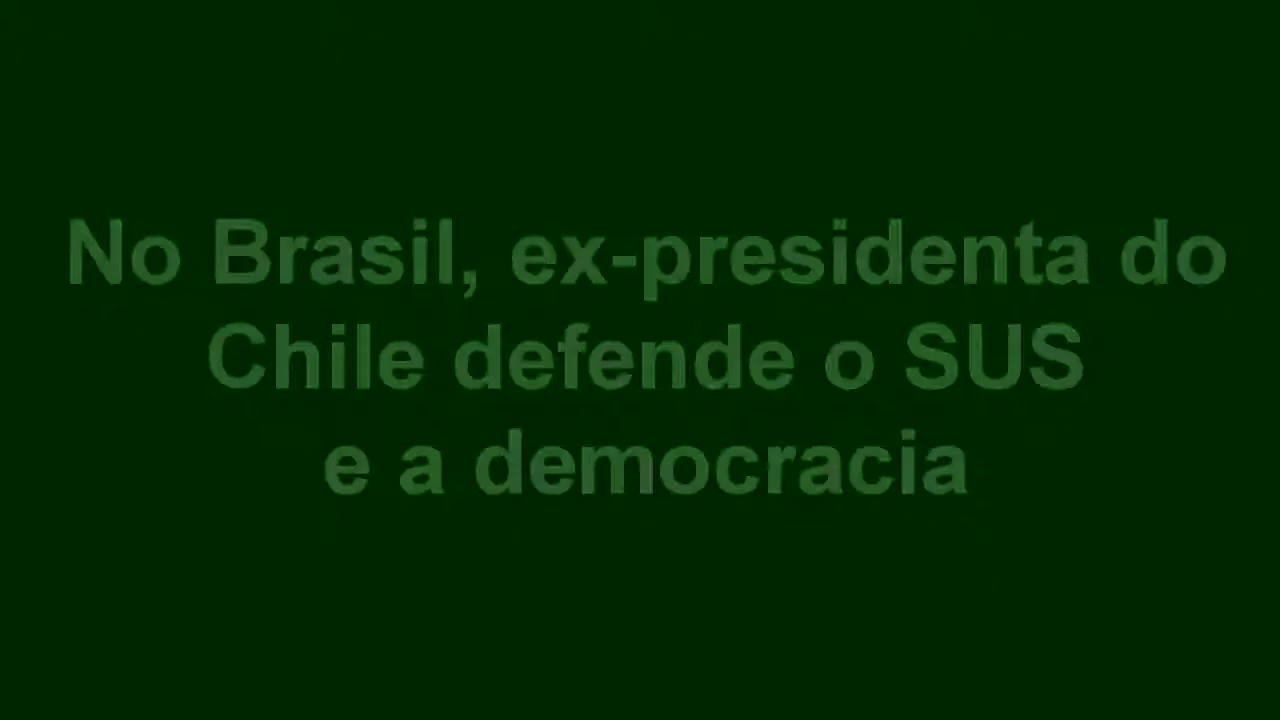 No Brasil, ex-presidenta do
Chile defende o SUS
e a democracia